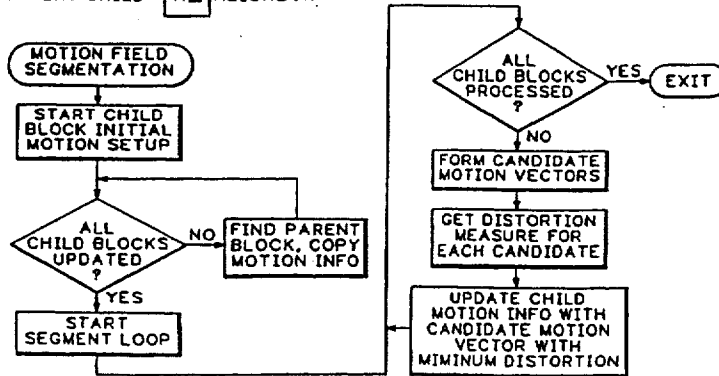 MOTION FIELD
SEGMENTATION
START CHILD
BLOCK INITIAL
MOTION SETUP
ALL
CHILD BLOCKS
UPDATED
?
NO
FIND PARENT
BLOCK, COPY
MOTION INFO
YES
START
SEGMENT LOOP
ALL
CHILD BLOCKS
PROCESSED
?
YES
EXIT
NO
FORM CANDIDATE
MOTION VECTORS
GET DISTORTION
MEASURE FOR
EACH CANDIDATE
UPDATE CHILD
MOTION INFO WITH
CANDIDATE MOTION
VECTOR WITH
MIMINUM DISTORTION